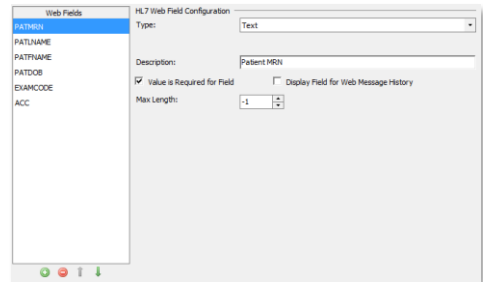 Web Fields
PATMRN
PATLNAME
PATFNAME
PATDOB
EXAMCODE
ACC
HL7 Web Field Configuration
Type:
Text
Description:
Patient MRN
Value is Required for Field
Display Field for Web Message History
Max Length:
-1